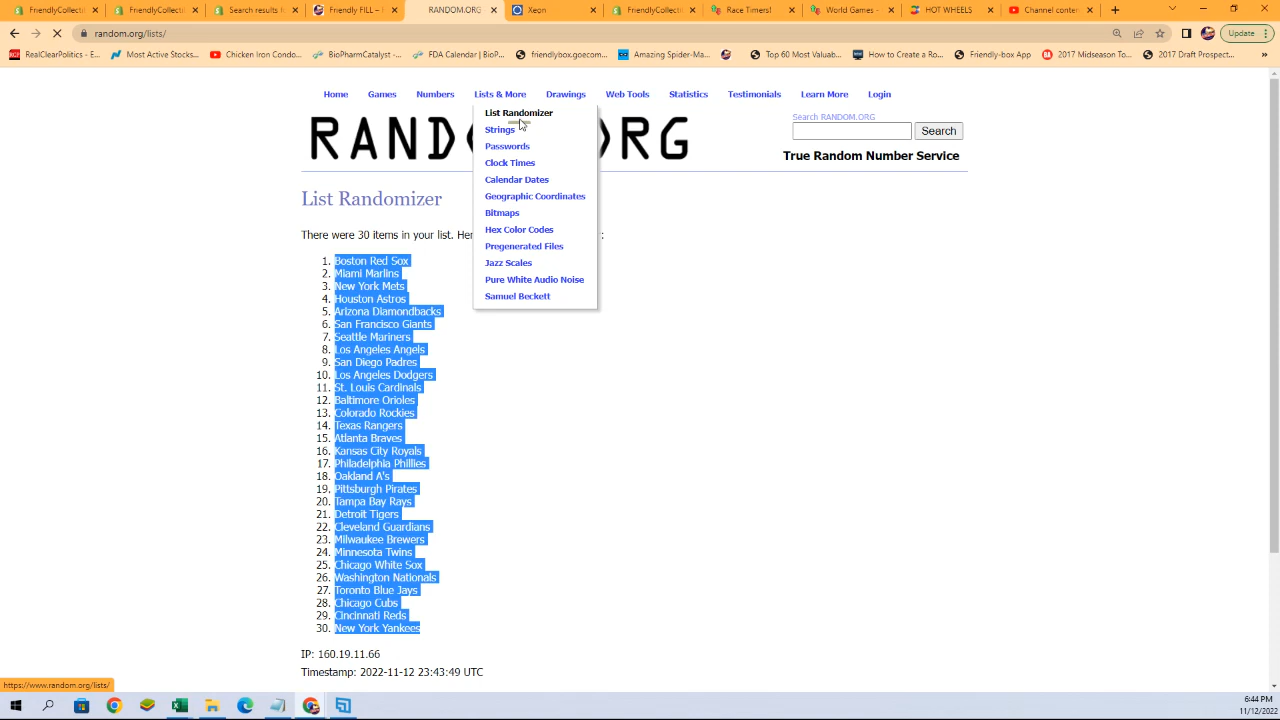 FriendlyCollecti
FriendlyCollecti
Search results f
Friendly FILL –
RANDOM.ORG
Xeon
FriendlyCollectic
Race Timers!
World Games -
HOT WHEELS
Channel conten
random.org/lists/
Update
RealClearPolitics - E...
Most Active Stocks...
Chicken Iron Condo...
BioPharmCatalyst -...
FDA Calendar | BioP...
friendlybox.goecom...
Amazing Spider-Ma...
Top 60 Most Valuab...
How to Create a Ro...
Friendly-box App
2017 Midseason To...
2017 Draft Prospect...
Home Games Numbers Lists & More Drawings Web Tools Statistics Testimonials Learn More Login
List Randomizer
Strings
Passwords
Clock Times
Calendar Dates
Geographic Coordinates
Bitmaps
Hex Color Codes
Pregenerated Files
Jazz Scales
Pure White Audio Noise
Samuel Beckett
Search RANDOM.ORG
Search
True Random Number Service
List Randomizer
There were 30 items in your list.
1. Boston Red Sox
2. Miami Marlins
3. New York Mets
4. Houston Astros
5. Arizona Diamondbacks
6. San Francisco Giants
7. Seattle Mariners
8. Los Angeles Angels
9. San Diego Padres
10. Los Angeles Dodgers
11. St. Louis Cardinals
12. Baltimore Orioles
13. Colorado Rockies
14. Texas Rangers
15. Atlanta Braves
16. Kansas City Royals
17. Philadelphia Phillies
18. Oakland A's
19. Pittsburgh Pirates
20. Tampa Bay Rays
21. Detroit Tigers
22. Cleveland Guardians
23. Milwaukee Brewers
24. Minnesota Twins
25. Chicago White Sox
26. Washington Nationals
27. Toronto Blue Jays
28. Chicago Cubs
29. Cincinnati Reds
30. New York Yankees
IP: 160.19.11.66
Timestamp: 2022-11-12 23:43:49 UTC
https://www.random.org/lists/
6:44 PM
11/12/2022